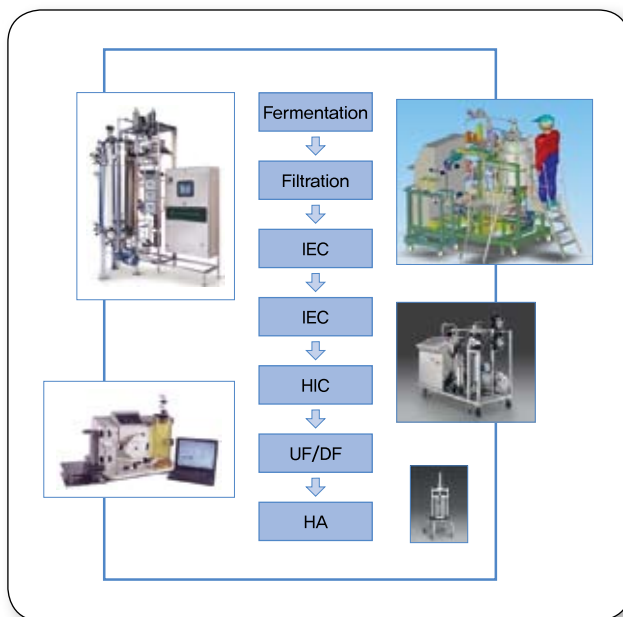 Fermentation
Filtration
IEC
IEC
HIC
UF/DF
HA